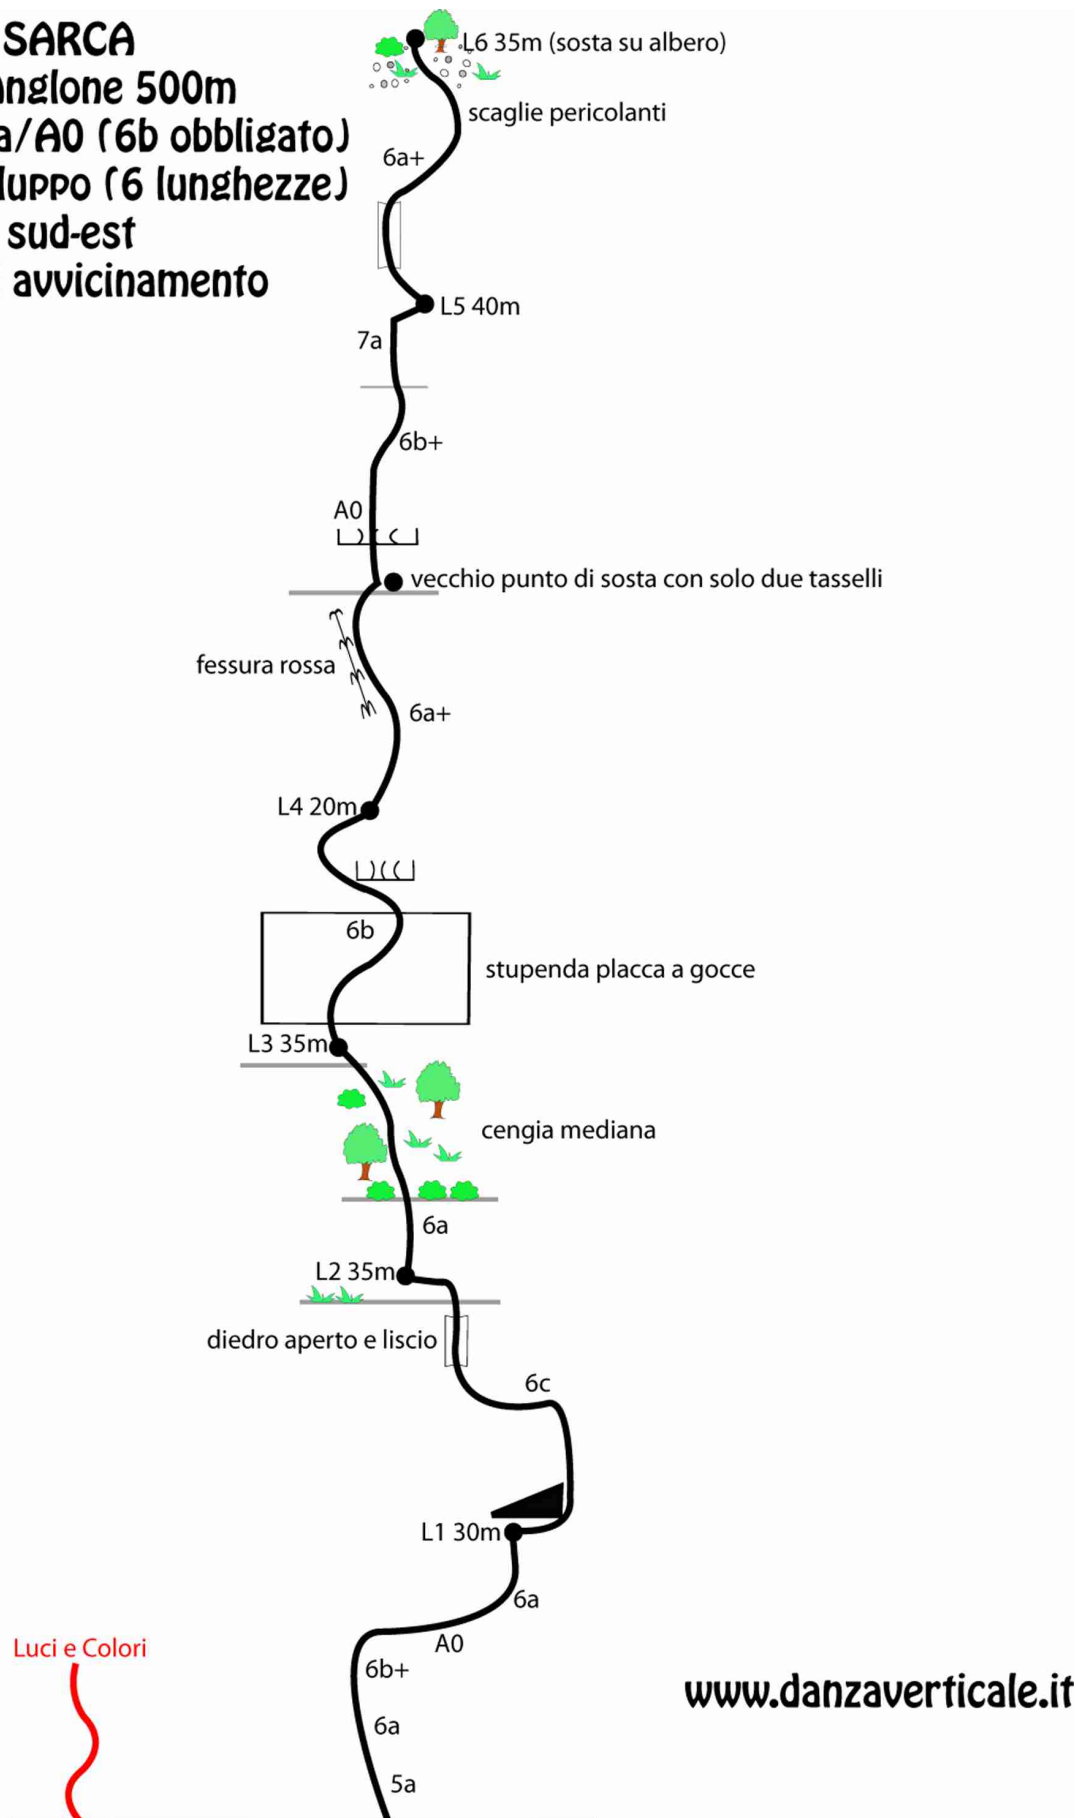 SARCA
500m
a/A0 (6b obbligato)
(6 lunghezze)
sud-est
avvicinamento
L6 35m (sosta su albero)
scaglie pericolanti
6a+
L5 40m
7a
6b+
A0
vecchio punto di sosta con solo due tasselli
fessura rossa
6a+
L4 20m
6b
stupenda placca a gocce
L3 35m
cengia mediana
6a
L2 35m
diedro aperto e liscio
6c
L1 30m
6a
A0
Luci e Colori
6b+
www.danzaverticale.it
6a
5a